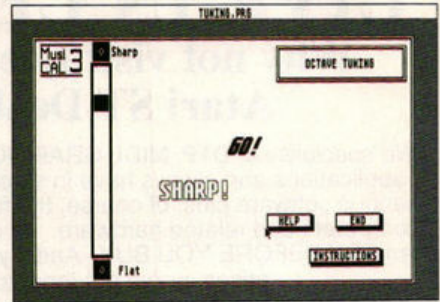 TUNING.PRG
Musi
CAL 3
Sharp
OCTAVE TUNING
GO!
SHARP!
HELP
END
INSTRUCTIONS
Flat